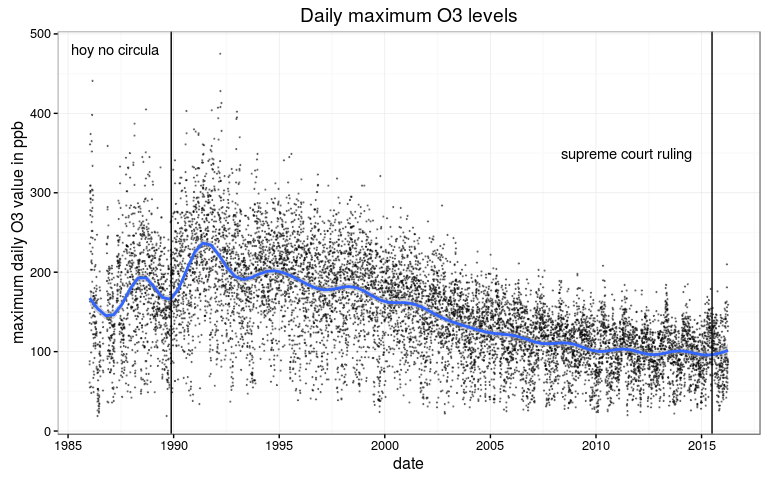 Daily maximum O3 levels
500
hoy no circula
400
supreme court ruling
300
200
100
0
maximum daily O3 value in ppb
1985 1990 1995 2000 2005 2010 2015
date